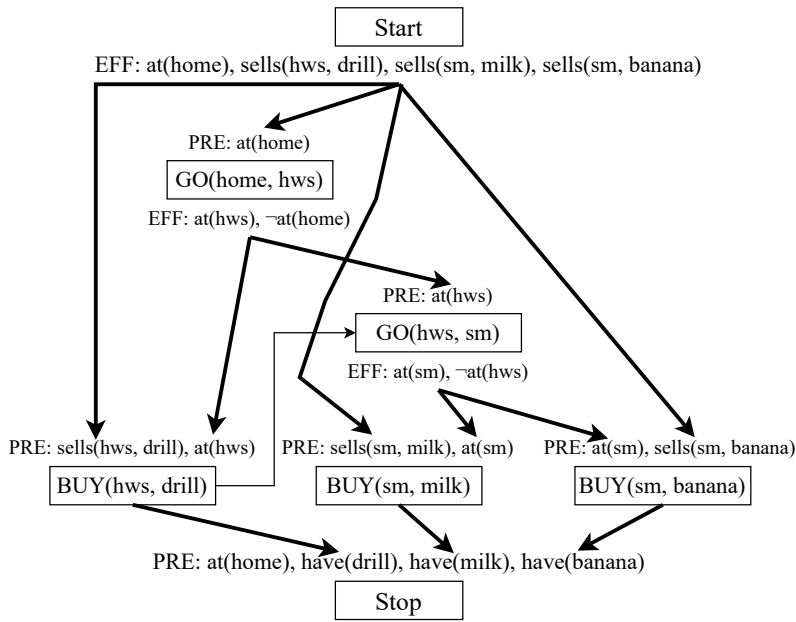 Start
EFF: at(home), sells(hws, drill), sells(sm, milk), sells(sm, banana)
PRE: at(home)
GO(home, hws)
EFF: at(hws), ¬at(home)
PRE: at(hws)
GO(hws, sm)
EFF: at(sm), ¬at(hws)
PRE: sells(hws, drill), at(hws)
BUY(hws, drill)
PRE: sells(sm, milk), at(sm)
BUY(sm, milk)
PRE: at(sm), sells(sm, banana)
BUY(sm, banana)
PRE: at(home), have(drill), have(milk), have(banana)
Stop